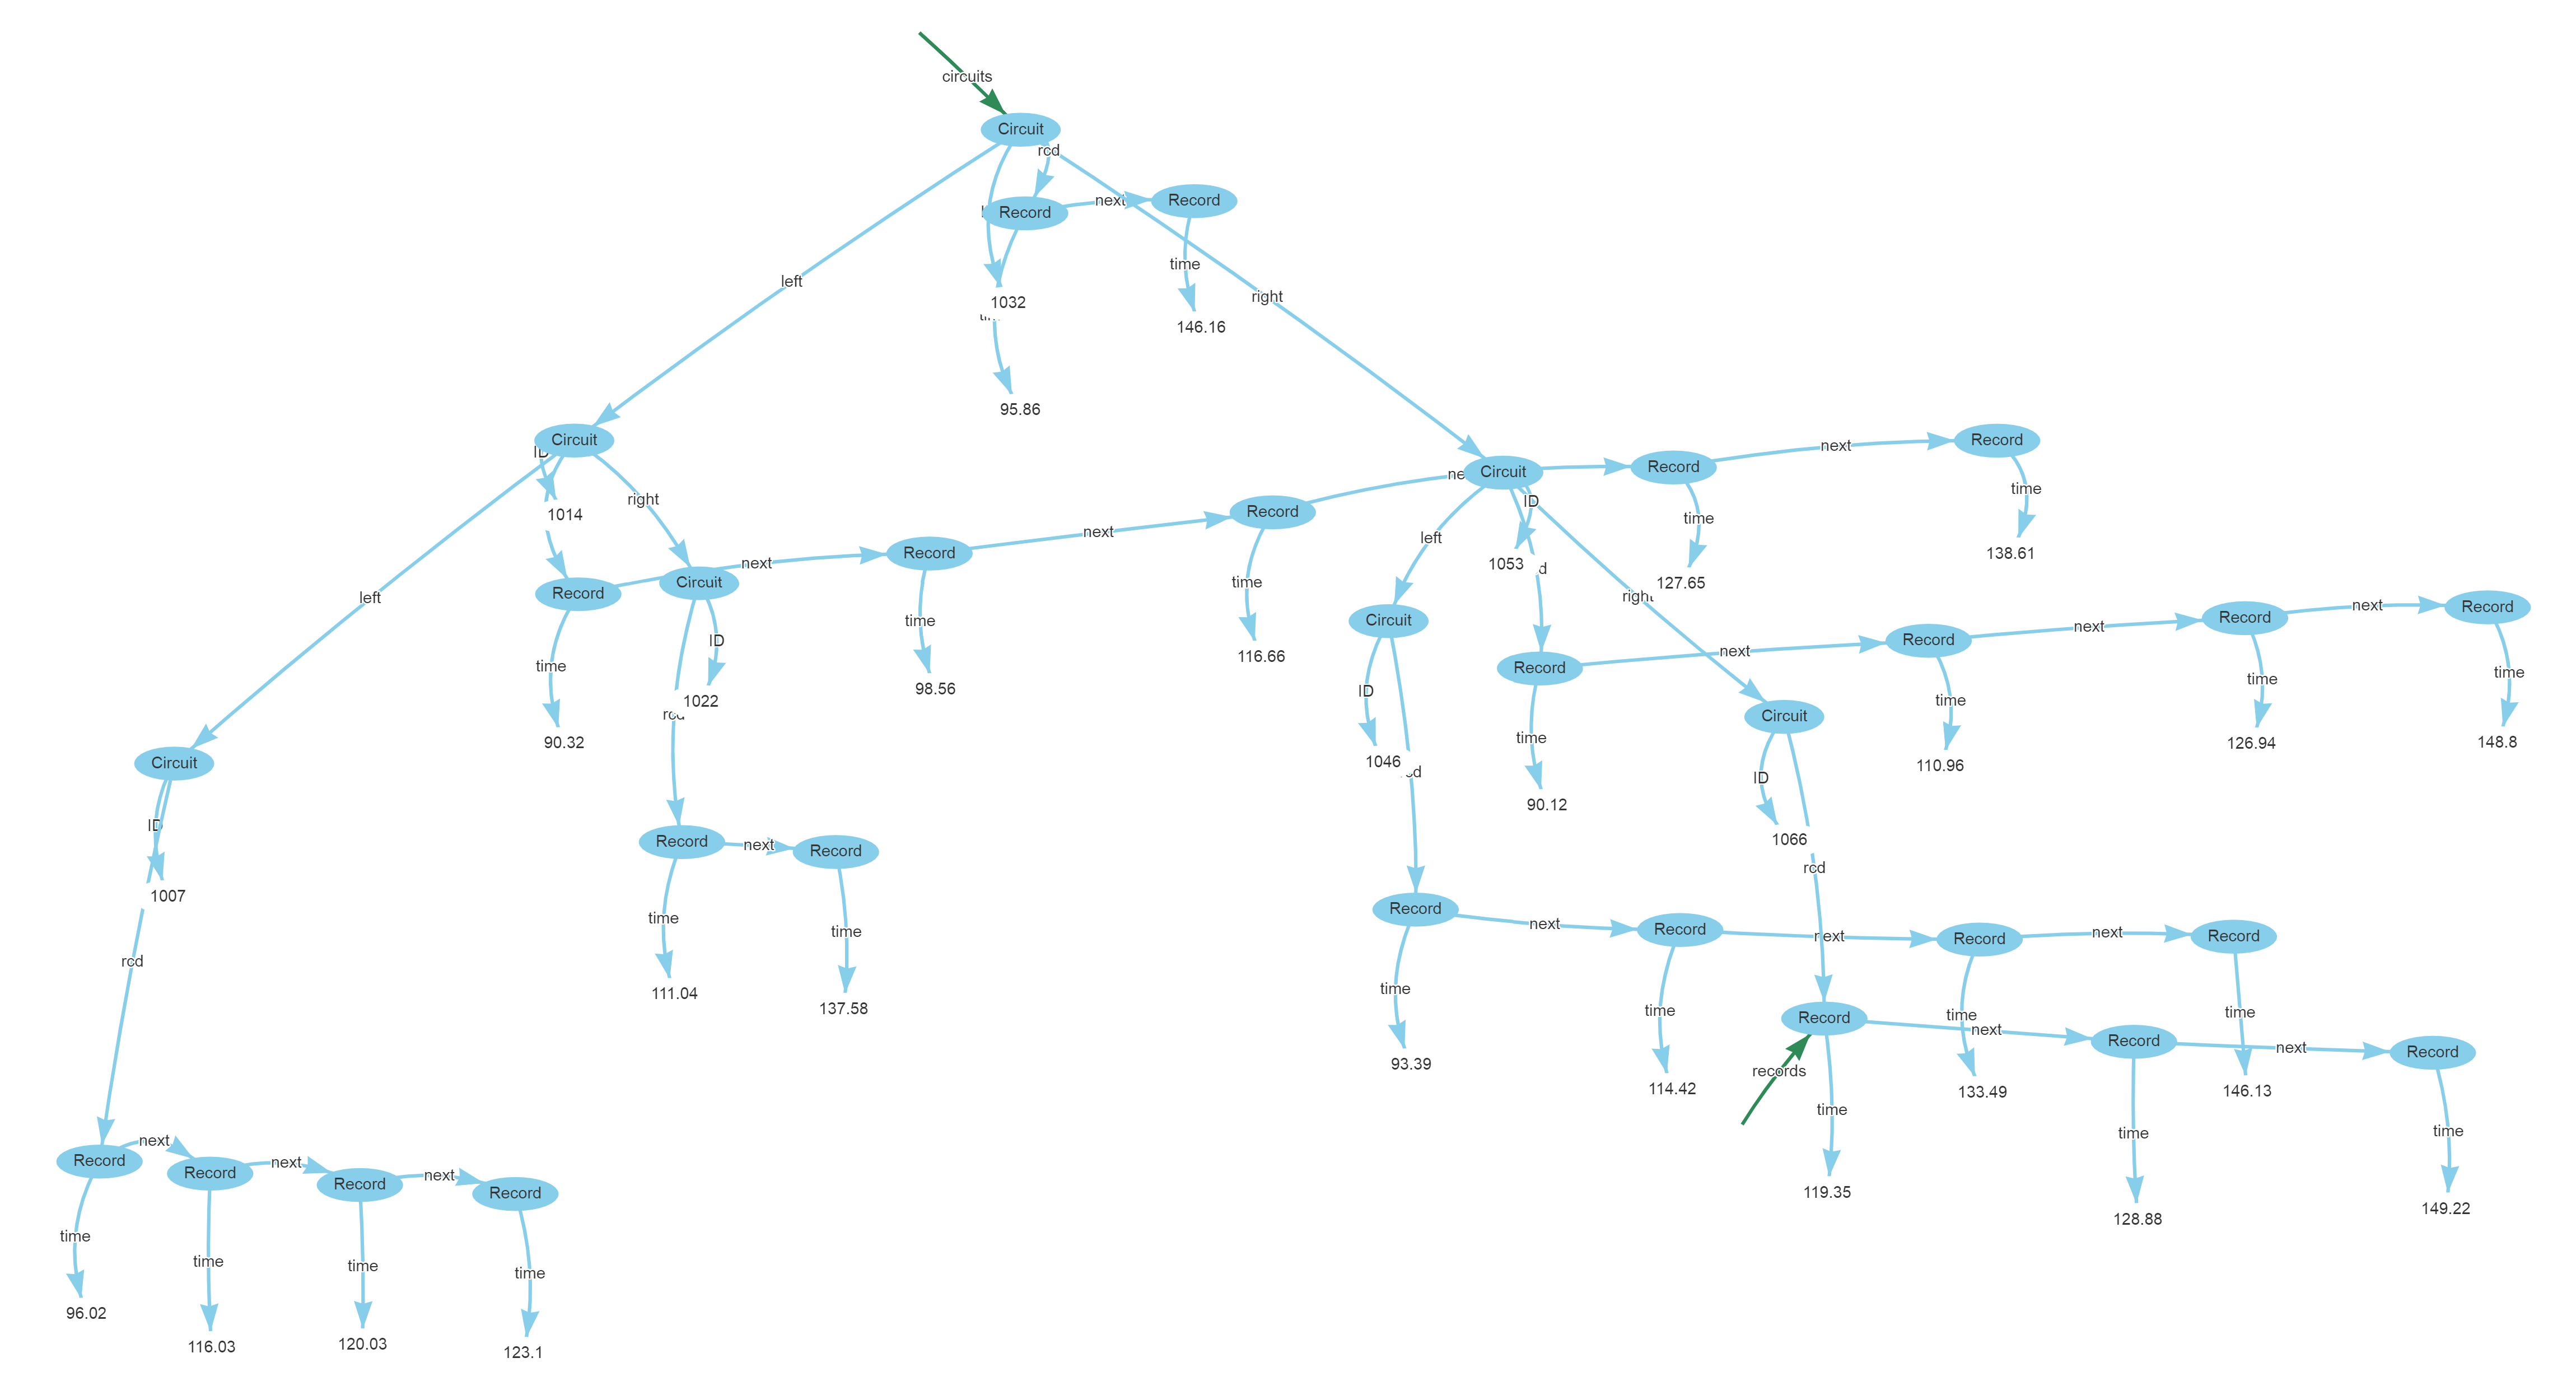 circuits
Circuit
rcd
Record
next
Record
time
left
right
1032
146.16
95.86
Circuit
ID
1014
right
Circuit
Record
next
Record
ID
left
1053
time
127.65
time
138.61
Record
next
Circuit
next
Record
next
Record
left
time
90.32
ID
1022
time
98.56
time
116.66
Circuit
ID
1046
right
Record
next
Record
next
Record
next
Record
time
90.12
time
110.96
time
126.94
time
148.8
Circuit
ID
1066
rcd
Circuit
ID
1007
rcd
Record
next
Record
time
111.04
time
137.58
Record
next
Record
next
Record
next
Record
time
93.39
time
114.42
time
133.49
time
146.13
records
Record
next
Record
next
Record
time
119.35
time
128.88
time
149.22
Record
next
Record
next
Record
next
Record
time
96.02
time
116.03
time
120.03
time
123.1